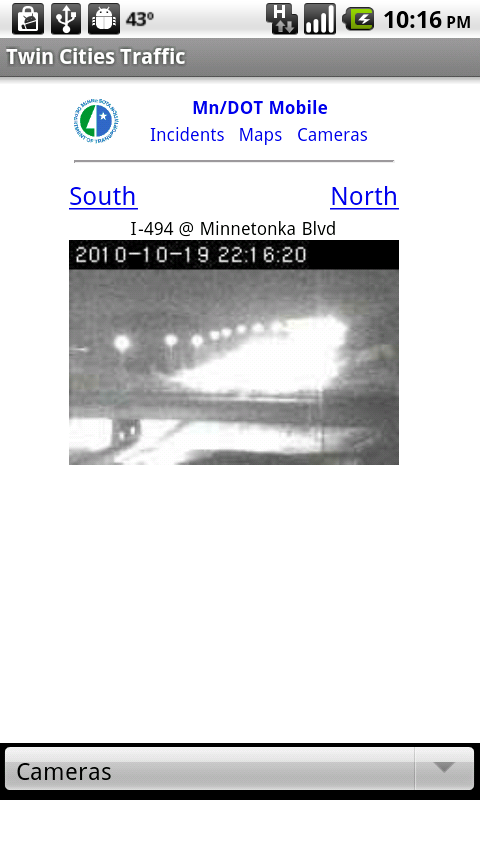 43º H 10:16 PM
Twin Cities Traffic
Mn/DOT Mobile
Incidents Maps Cameras
South North
I-494 @ Minnetonka Blvd
2010-10-19 22:16:20
Cameras